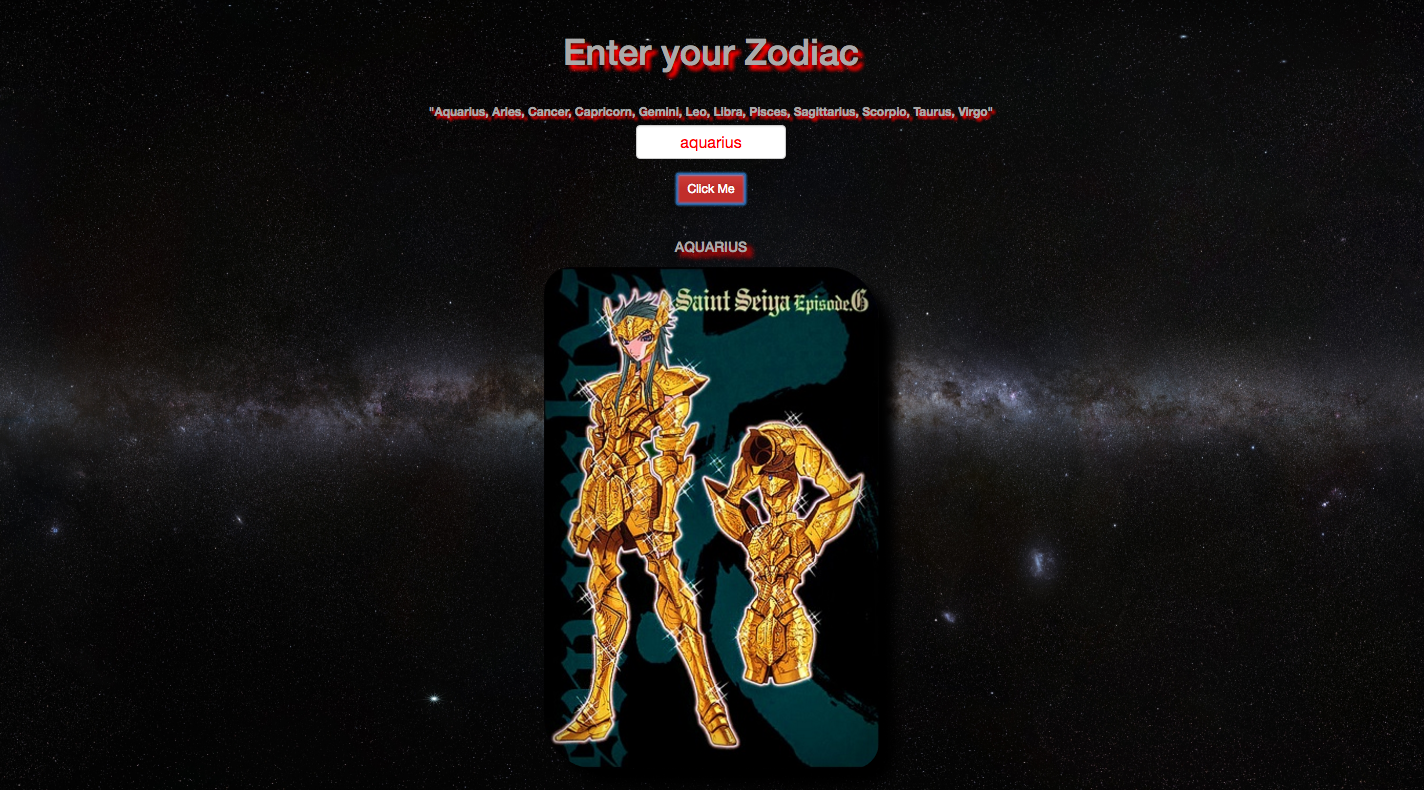 Enter your Zodiac
"Aquarius, Aries, Cancer, Capricorn, Gemini, Leo, Libra, Pisces, Sagittarius, Scorpio, Taurus, Virgo"
aquarius
Click Me
AQUARIUS
Saint Seiya Episode.G